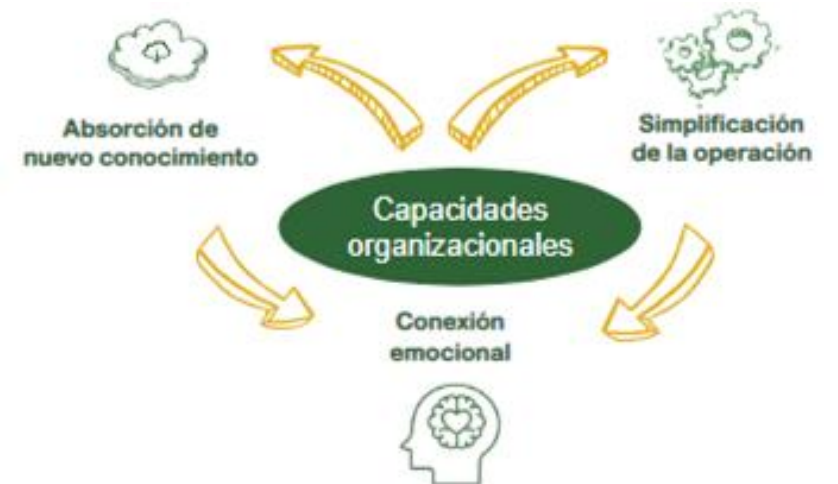 Absorción de
nuevo conocimiento
Simplificación
de la operación
Capacidades
organizacionales
Conexión
emocional